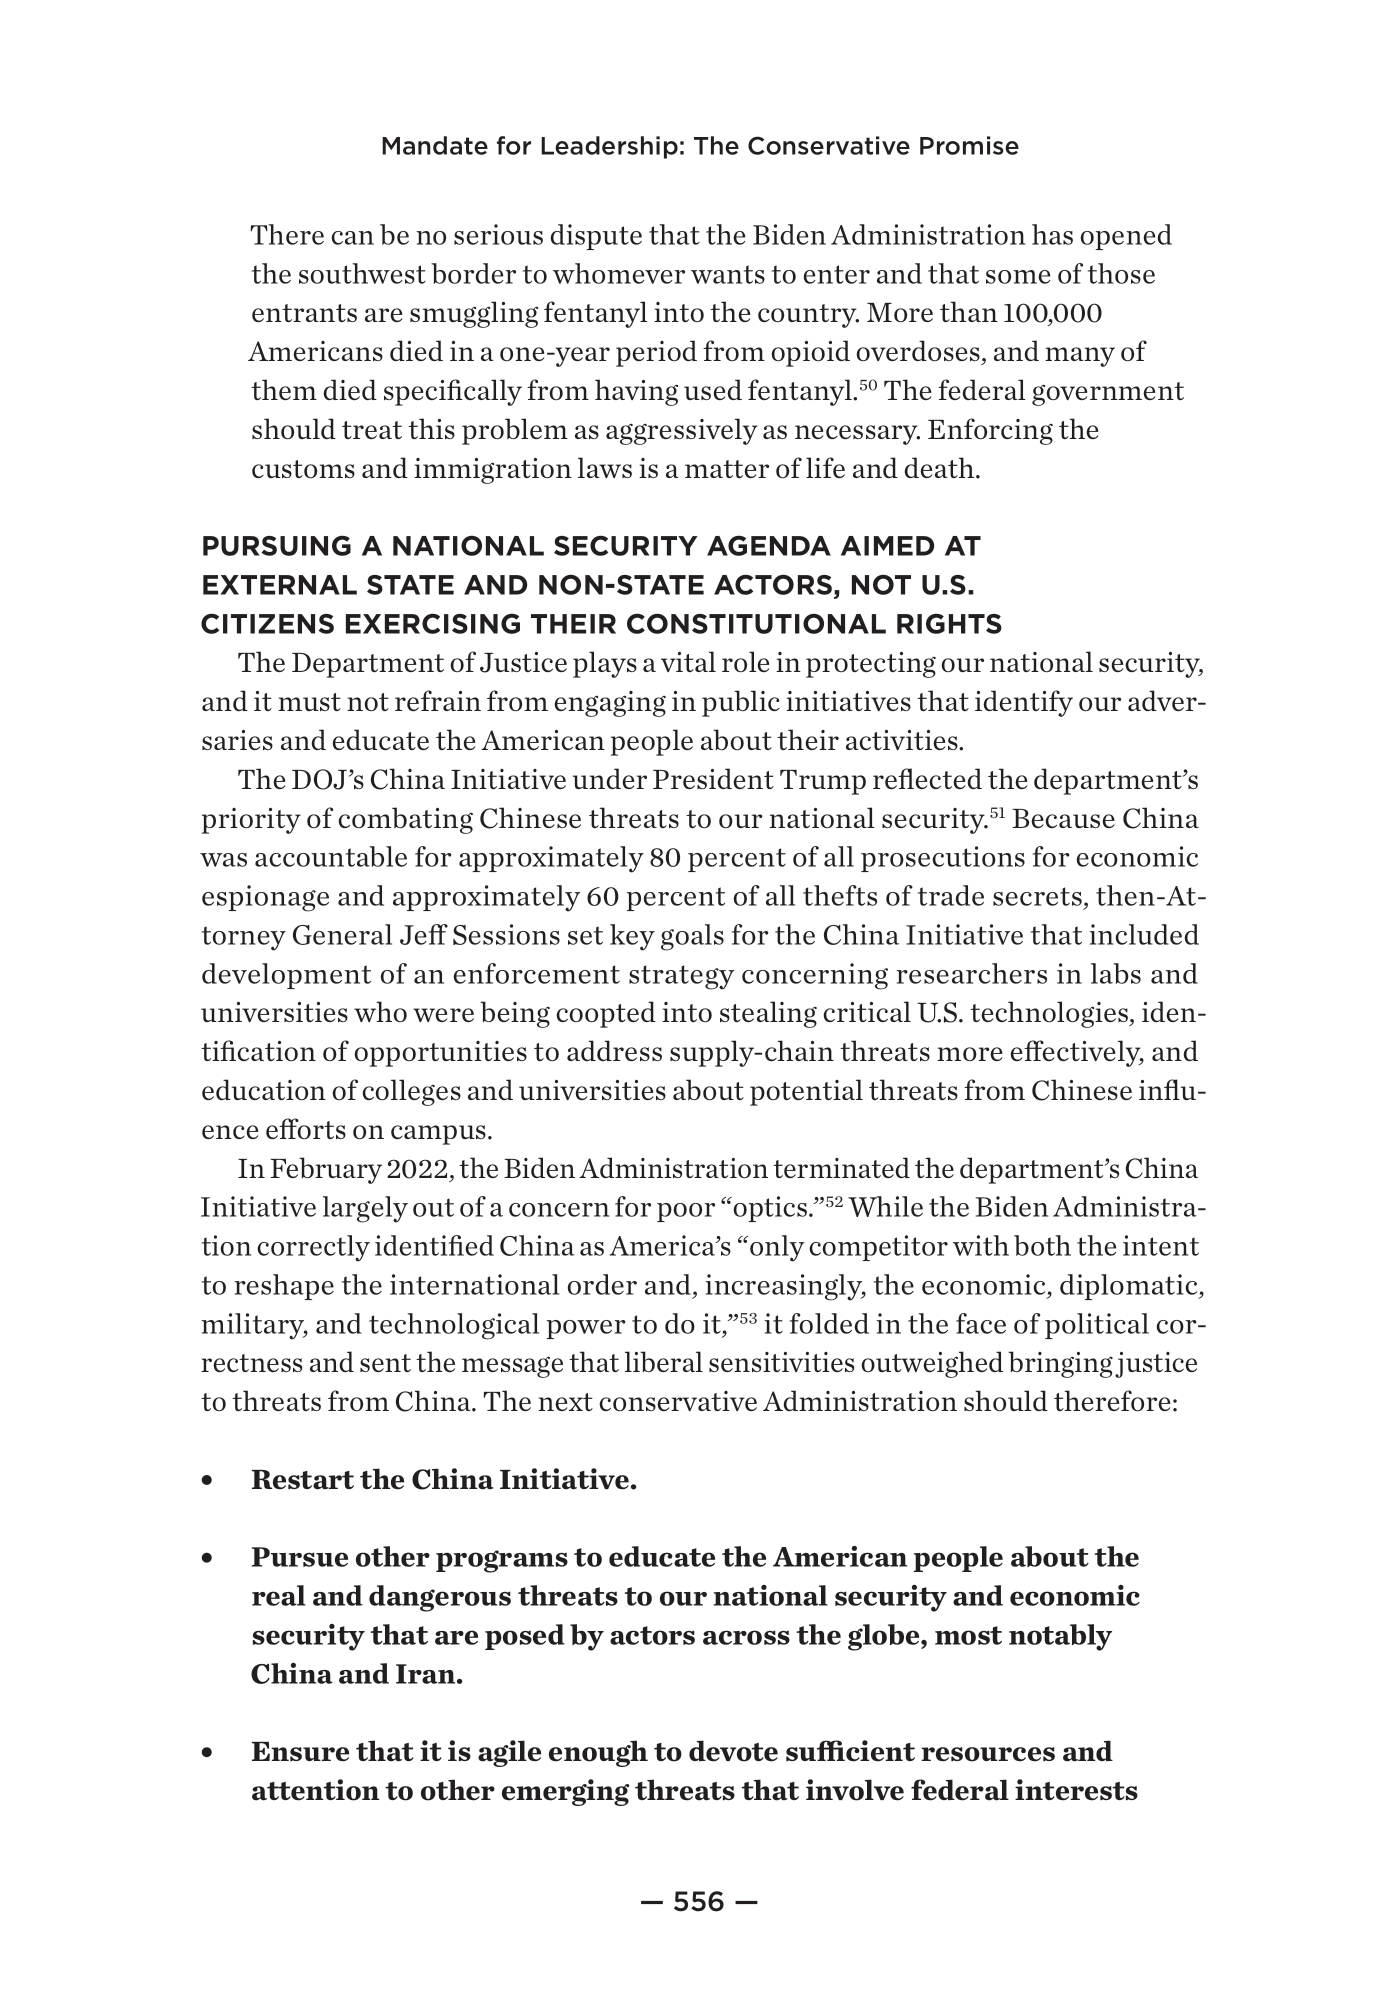 Mandate for Leadership: The Conservative Promise
There can be no serious dispute that the Biden Administration has opened
the southwest border to whomever wants to enter and that some of those
entrants are smuggling fentanyl into the country. More than 100,000
Americans died in a one-year period from opioid overdoses, and many of
them died specifically from having used fentanyl.⁵⁰ The federal government
should treat this problem as aggressively as necessary. Enforcing the
customs and immigration laws is a matter of life and death.
PURSUING A NATIONAL SECURITY AGENDA AIMED AT
EXTERNAL STATE AND NON-STATE ACTORS, NOT U.S.
CITIZENS EXERCISING THEIR CONSTITUTIONAL RIGHTS
The Department of Justice plays a vital role in protecting our national security,
and it must not refrain from engaging in public initiatives that identify our adver-
saries and educate the American people about their activities.
The DOJ’s China Initiative under President Trump reflected the department’s
priority of combating Chinese threats to our national security.⁵¹ Because China
was accountable for approximately 80 percent of all prosecutions for economic
espionage and approximately 60 percent of all thefts of trade secrets, then-At-
torney General Jeff Sessions set key goals for the China Initiative that included
development of an enforcement strategy concerning researchers in labs and
universities who were being coopted into stealing critical U.S. technologies, iden-
tification of opportunities to address supply-chain threats more effectively, and
education of colleges and universities about potential threats from Chinese influ-
ence efforts on campus.
In February 2022, the Biden Administration terminated the department’s China
Initiative largely out of a concern for poor “optics.”⁵² While the Biden Administra-
tion correctly identified China as America’s “only competitor with both the intent
to reshape the international order and, increasingly, the economic, diplomatic,
military, and technological power to do it,”⁵³ it folded in the face of political cor-
rectness and sent the message that liberal sensitivities outweighed bringing justice
to threats from China. The next conservative Administration should therefore:
• Restart the China Initiative.
• Pursue other programs to educate the American people about the
real and dangerous threats to our national security and economic
security that are posed by actors across the globe, most notably
China and Iran.
• Ensure that it is agile enough to devote sufficient resources and
attention to other emerging threats that involve federal interests
— 556 —